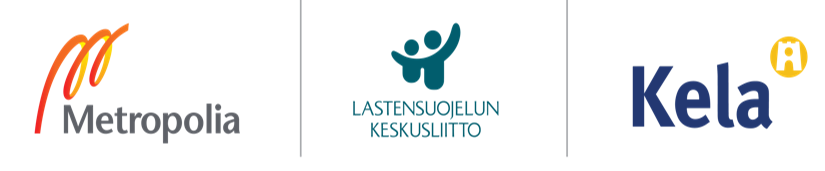 Metropolia
LASTENSUOJELUN
KESKUSLIITTO
Kela